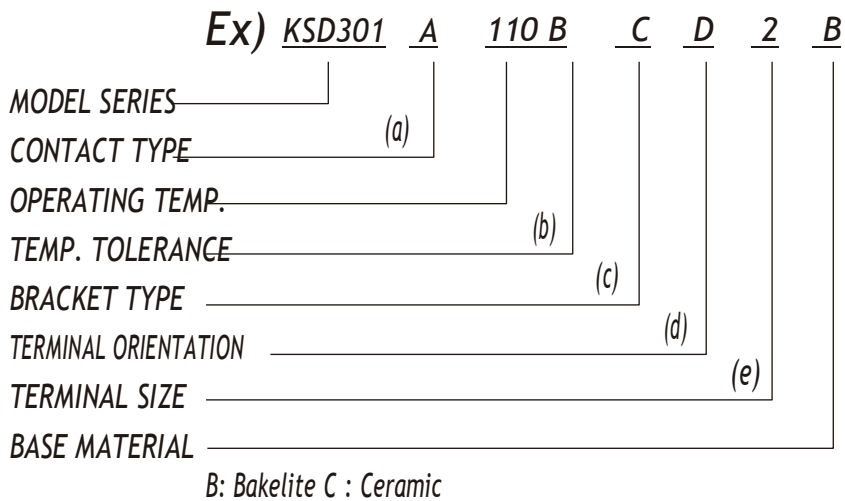 Ex) KSD301 A 110 B C D 2 B
MODEL SERIES
(a)
CONTACT TYPE
OPERATING TEMP.
(b)
TEMP. TOLERANCE
(c)
BRACKET TYPE
(d)
TERMINAL ORIENTATION
(e)
TERMINAL SIZE
BASE MATERIAL
B: Bakelite C : Ceramic